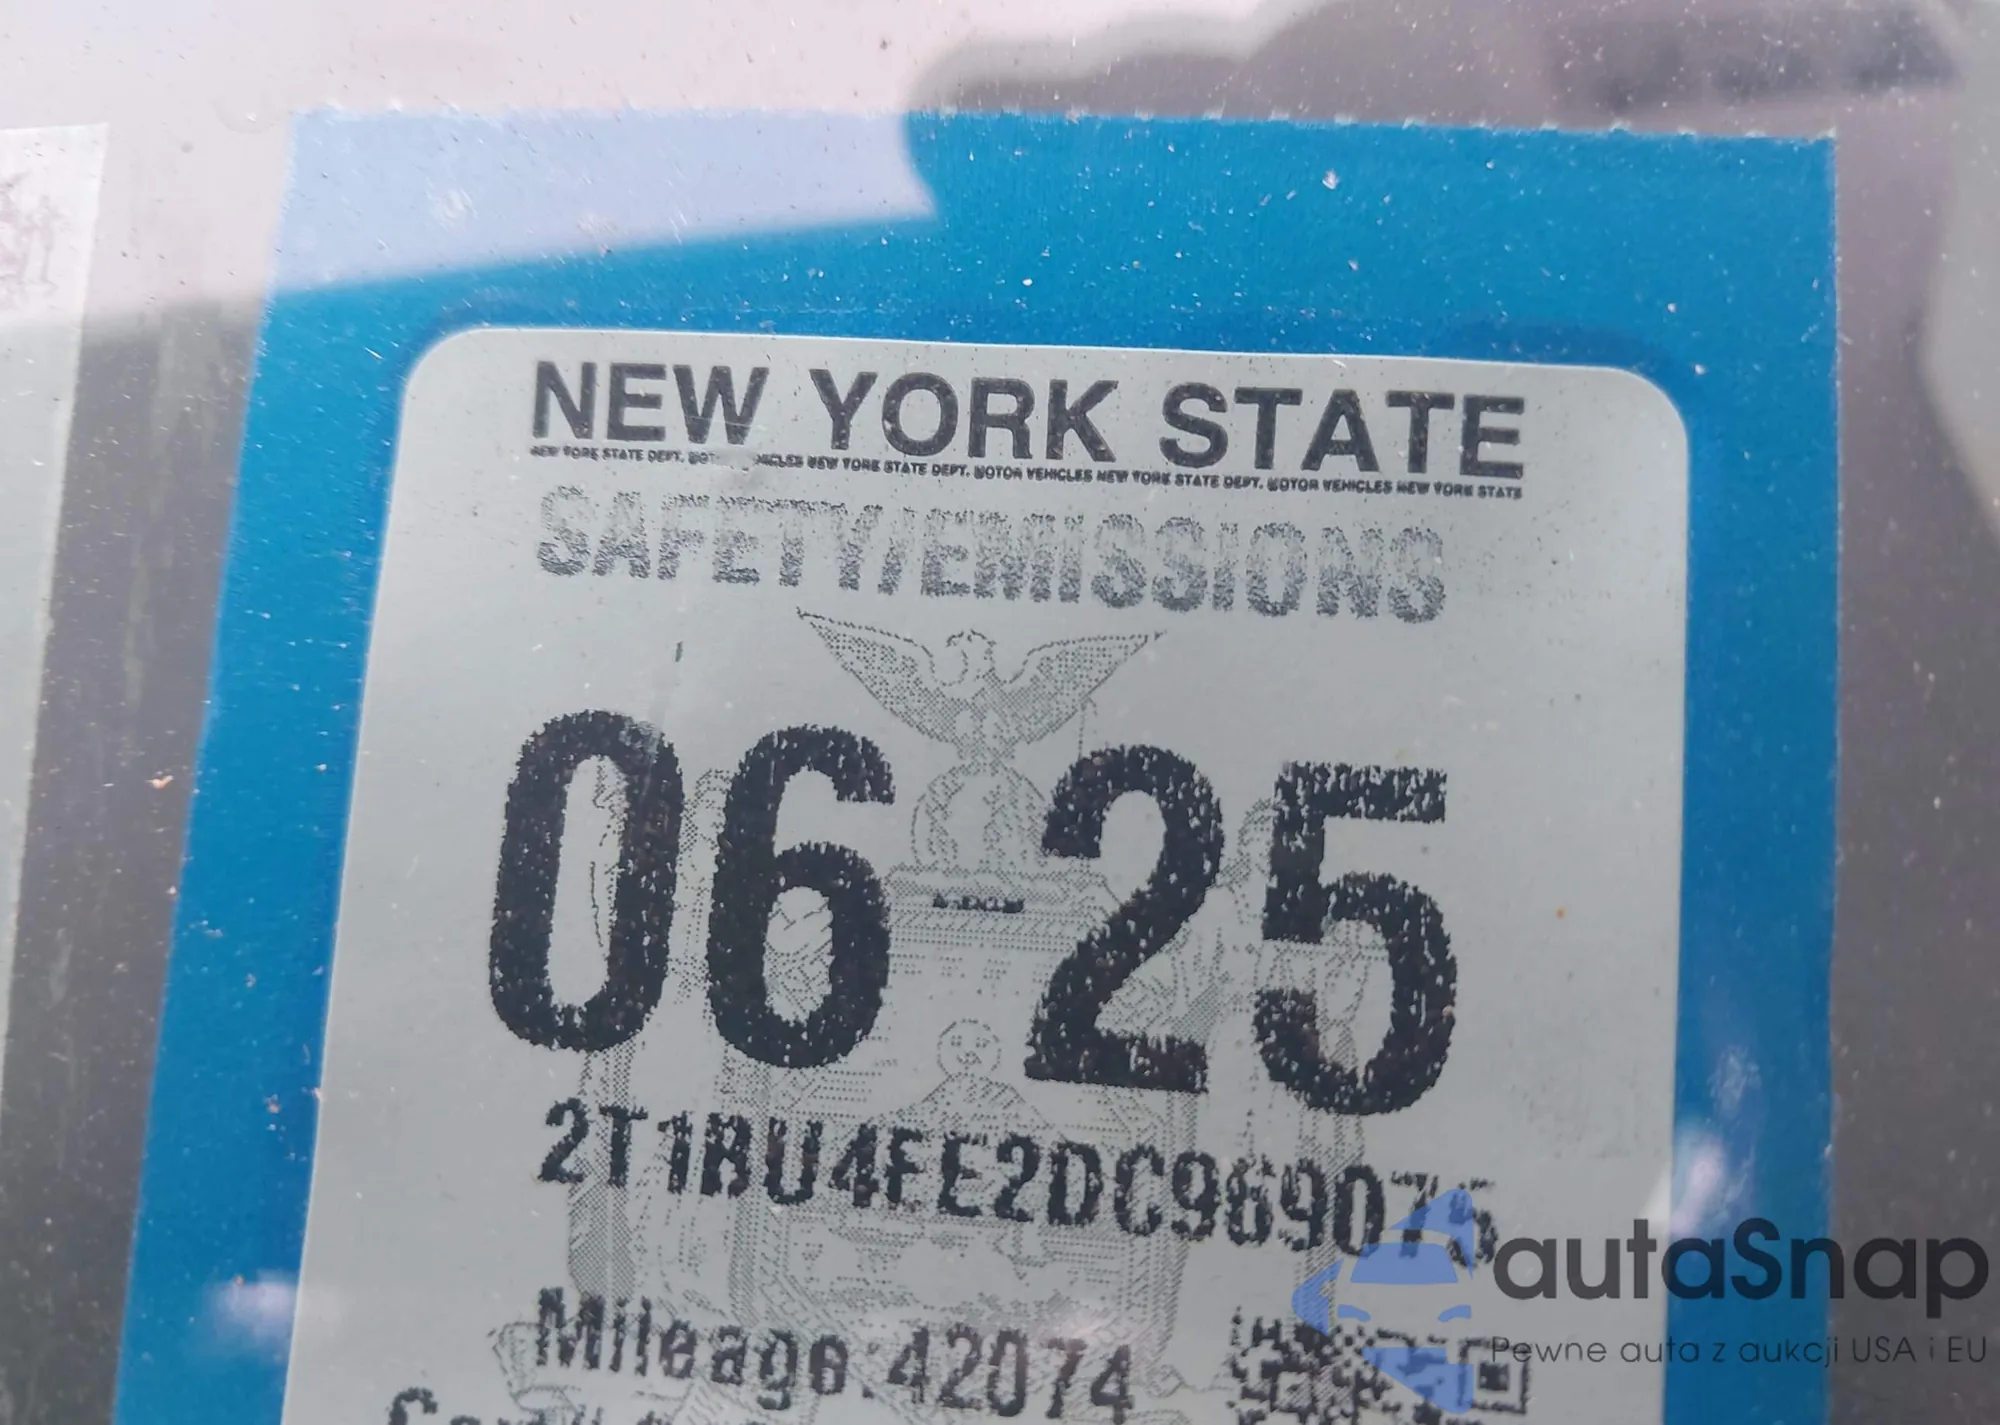 NEW YORK STATE
NEW YORK STATE DEPT. MOTOR VEHICLES NEW YORK STATE DEPT. MOTOR VEHICLES NEW YORK STATE DEPT. MOTOR VEHICLES NEW YORK STATE
SAFETY/EMISSIONS
06 25
2T1BU4EE2DC969075
Mileage:42074
autaSnap
Pewne auta z aukcji USA i EU